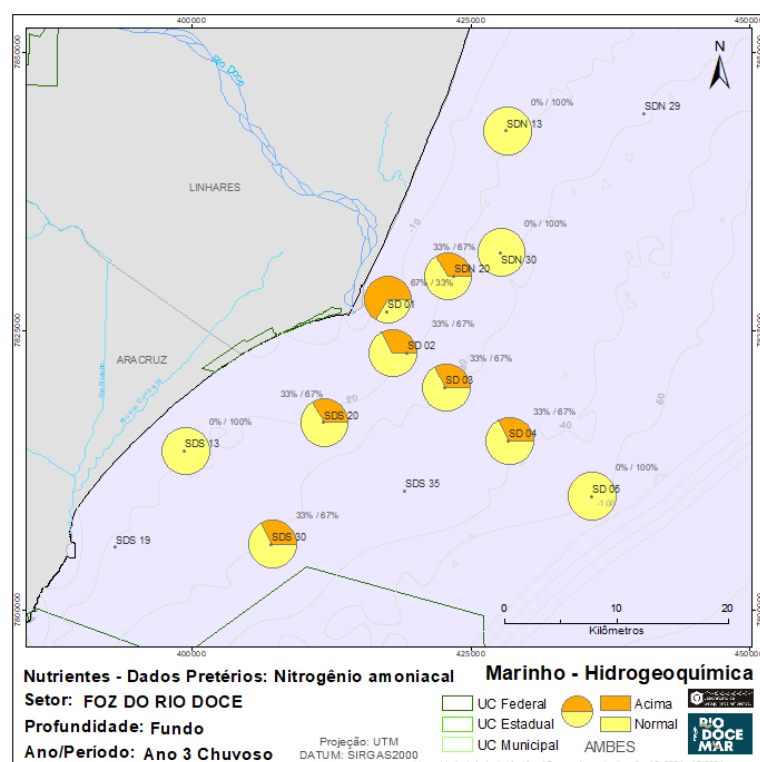 400000 425000 450000
7850000 7850000
N
Rio Doce
0% / 100%
SDN 29
SDN 13
LINHARES
-10
0% / 100%
33% / 67%
SDN 30
SDN 20
67% / 33%
SD 01
33% / 67%
7825000
SD 02
ARACRUZ
33% / 67%
SD 03
60
33% / 67%
SDS 20
0% / 100%
33% / 67%
-40
SD 04
SDS 13
0% / 100%
SDS 35
SD 05
-100
33% / 67%
SDS 30
SDS 19
7800000 7800000
0 10 20
Kilômetros
400000 425000 450000
Nutrientes - Dados Pretérios: Nitrogênio amoniacal
Setor: FOZ DO RIO DOCE
Profundidade: Fundo
Ano/Período: Ano 3 Chuvoso
Projeção: UTM
DATUM: SIRGAS2000
Marinho - Hidrogeoquímica
UC Federal
UC Estadual
UC Municipal
Acima
Normal
AMBES
RIO
DOCE
MAR